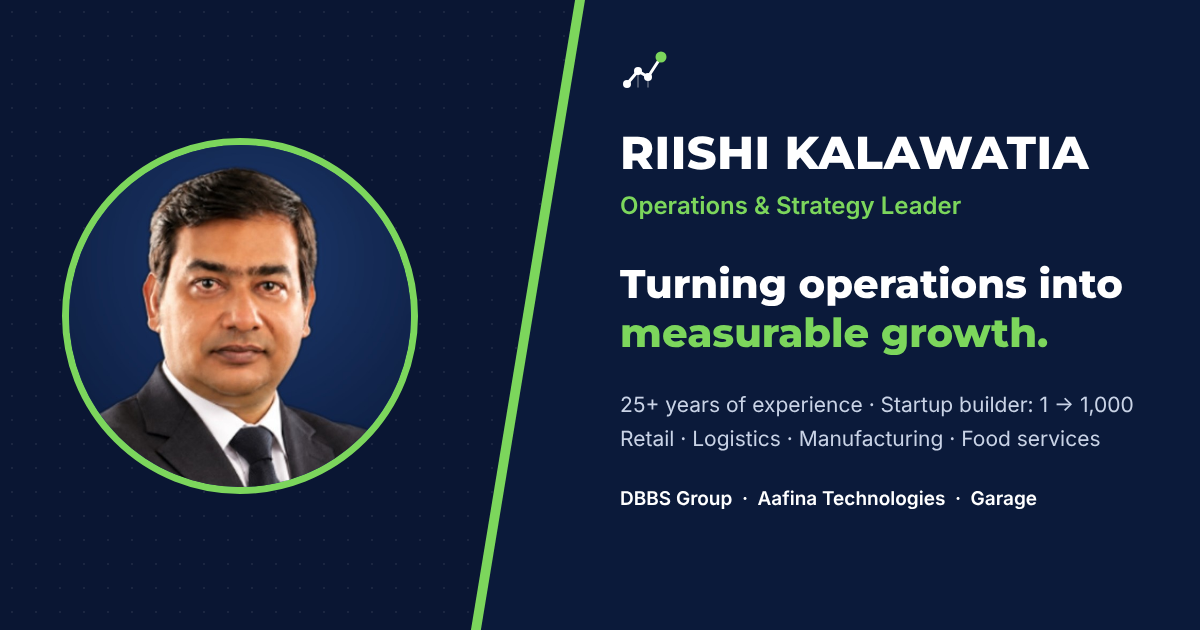 RIISHI KALAWATIA
Operations & Strategy Leader
Turning operations into
measurable growth.
25+ years of experience · Startup builder: 1 → 1,000
Retail · Logistics · Manufacturing · Food services
DBBS Group · Aafina Technologies · Garage